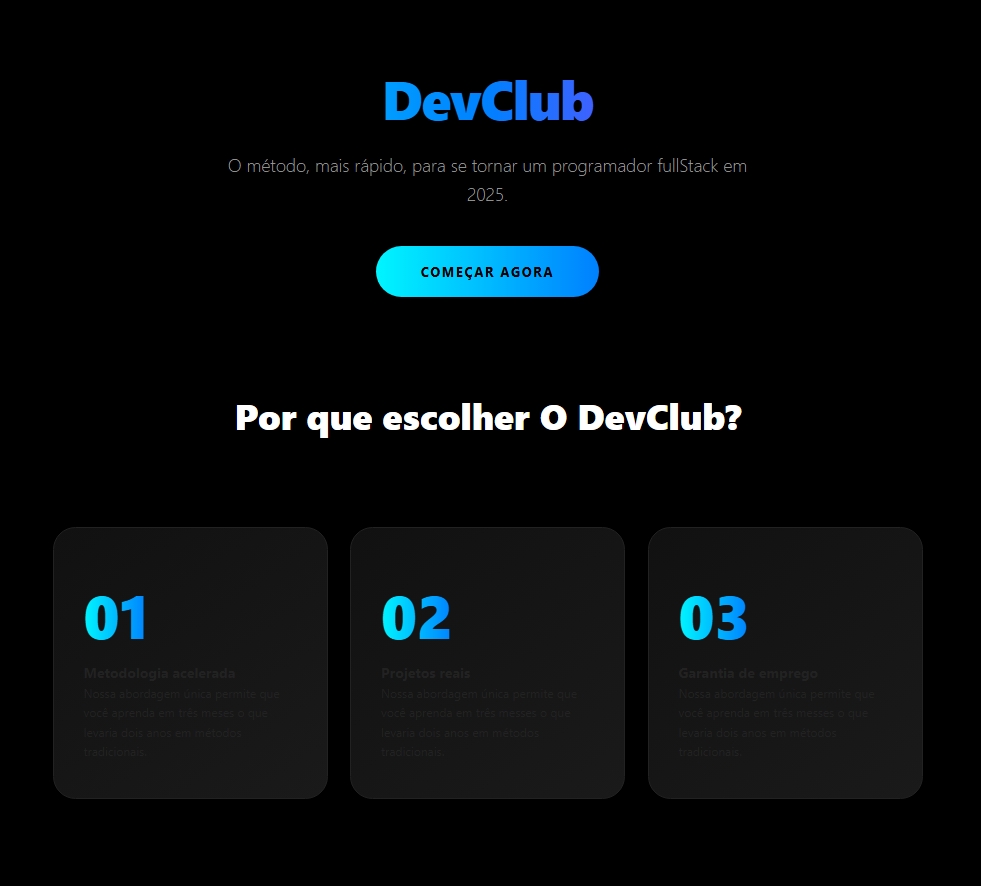 DevClub
O método, mais rápido, para se tornar um programador fullStack em
2025.
COMEÇAR AGORA
Por que escolher O DevClub?
01
Metodologia acelerada
Nossa abordagem única permite que
você aprenda em três meses o que
levaria dois anos em métodos
tradicionais.
02
Projetos reais
Nossa abordagem única permite que
você aprenda em três messes o que
levaria dois anos em métodos
tradicionais.
03
Garantia de emprego
Nossa abordagem única permite que
você aprenda em três messes o que
levaria dois anos em métodos
tradicionais.